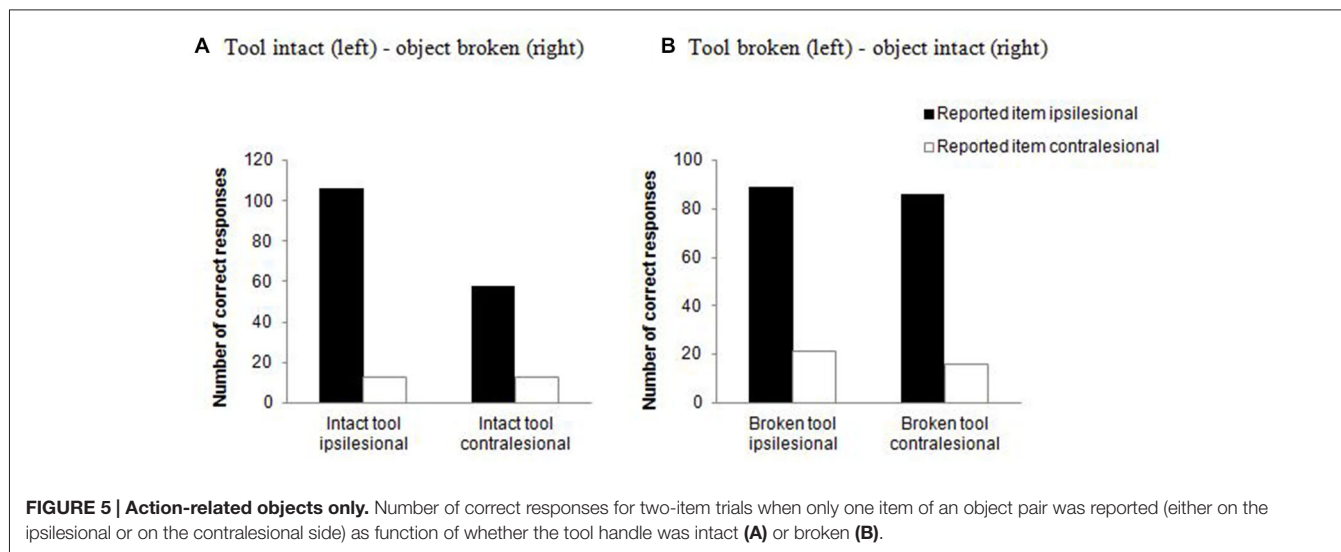 A Tool intact (left) - object broken (right)
B Tool broken (left) - object intact (right)
Reported item ipsilesional
Reported item contralesional
Number of correct responses
120
100
80
60
40
20
0
Intact tool
ipsilesional
Intact tool
contralesional
Number of correct responses
100
80
60
40
20
0
Broken tool
ipsilesional
Broken tool
contralesional
FIGURE 5 | Action-related objects only. Number of correct responses for two-item trials when only one item of an object pair was reported (either on the
ipsilesional or on the contralesional side) as function of whether the tool handle was intact (A) or broken (B).